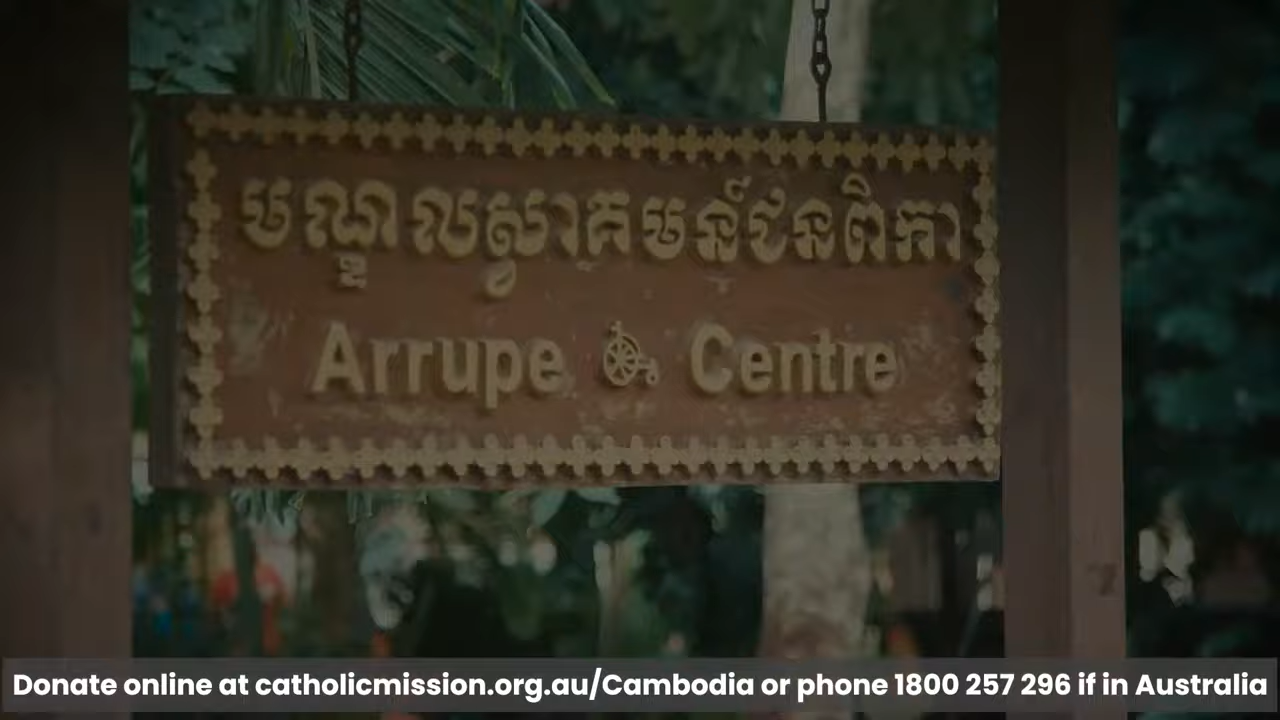 មណ្ឌលស្វាគមន៍ជនពិការ
Arrupe Centre
Donate online at catholicmission.org.au/Cambodia or phone 1800 257 296 if in Australia